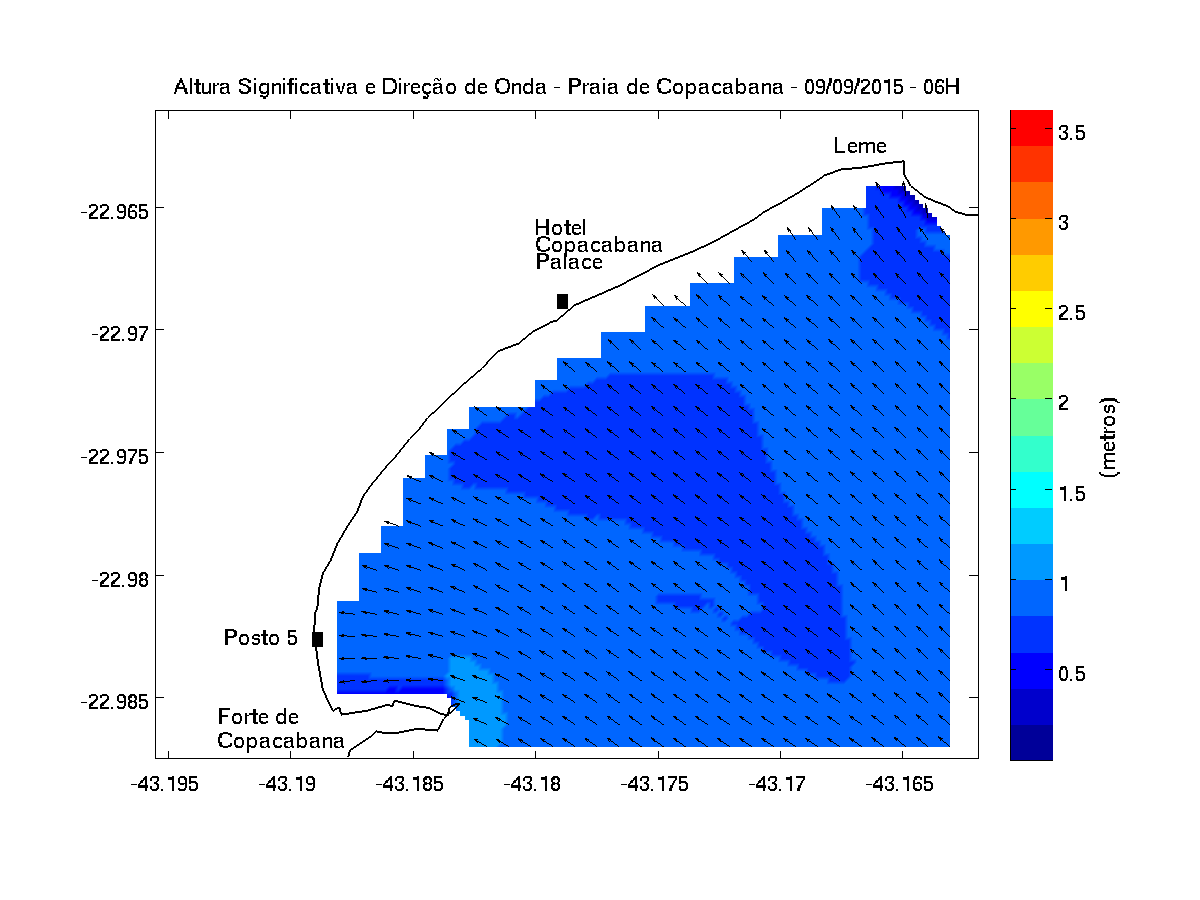 Altura Significativa e Direção de Onda - Praia de Copacabana - 09/09/2015 - 06H
Leme
Hotel
Copacabana
Palace
Posto 5
Forte de
Copacabana
-22.965
-22.97
-22.975
-22.98
-22.985
-43.195
-43.19
-43.185
-43.18
-43.175
-43.17
-43.165
3.5
3
2.5
2
1.5
1
0.5
(metros)